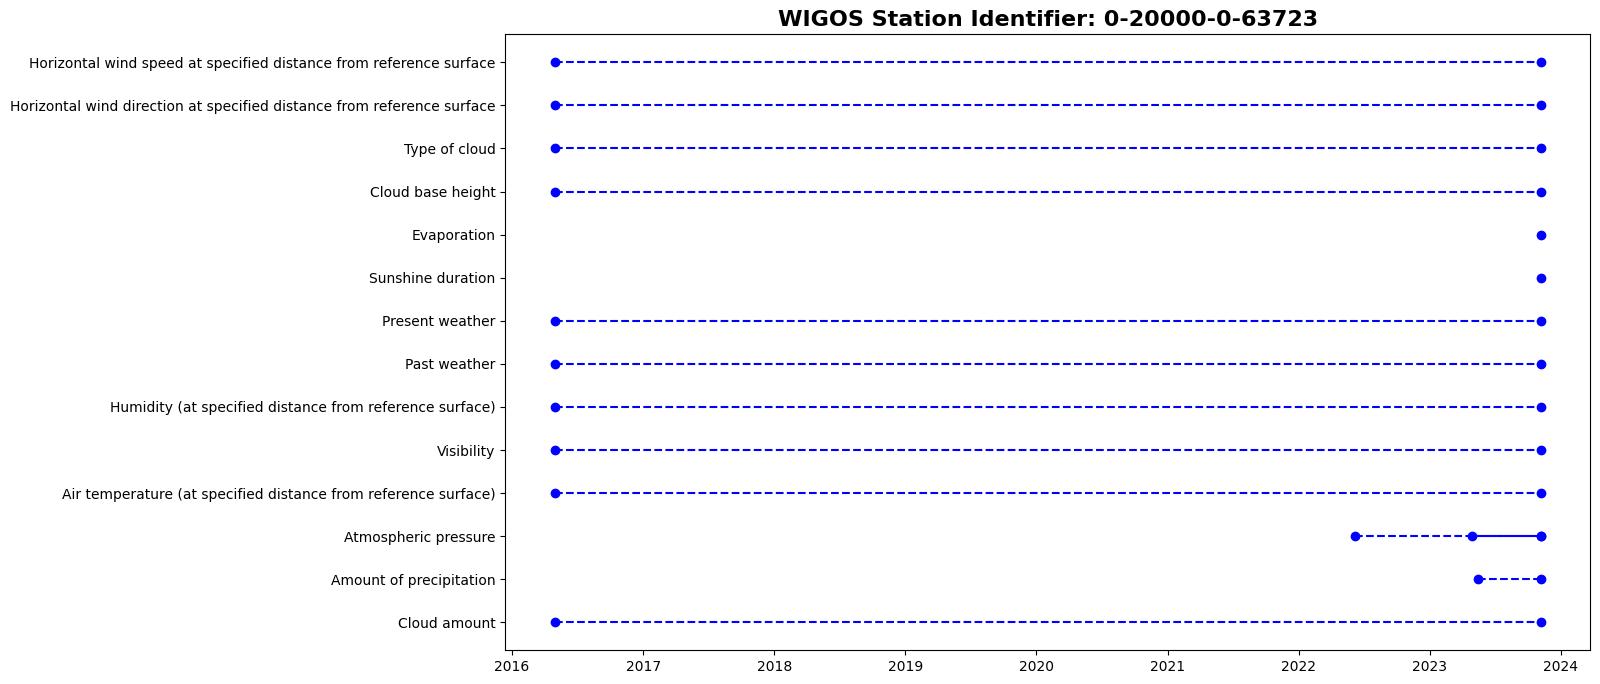 WIGOS Station Identifier: 0-20000-0-63723
Horizontal wind speed at specified distance from reference surface
Horizontal wind direction at specified distance from reference surface
Type of cloud
Cloud base height
Evaporation
Sunshine duration
Present weather
Past weather
Humidity (at specified distance from reference surface)
Visibility
Air temperature (at specified distance from reference surface)
Atmospheric pressure
Amount of precipitation
Cloud amount
2016 2017 2018 2019 2020 2021 2022 2023 2024